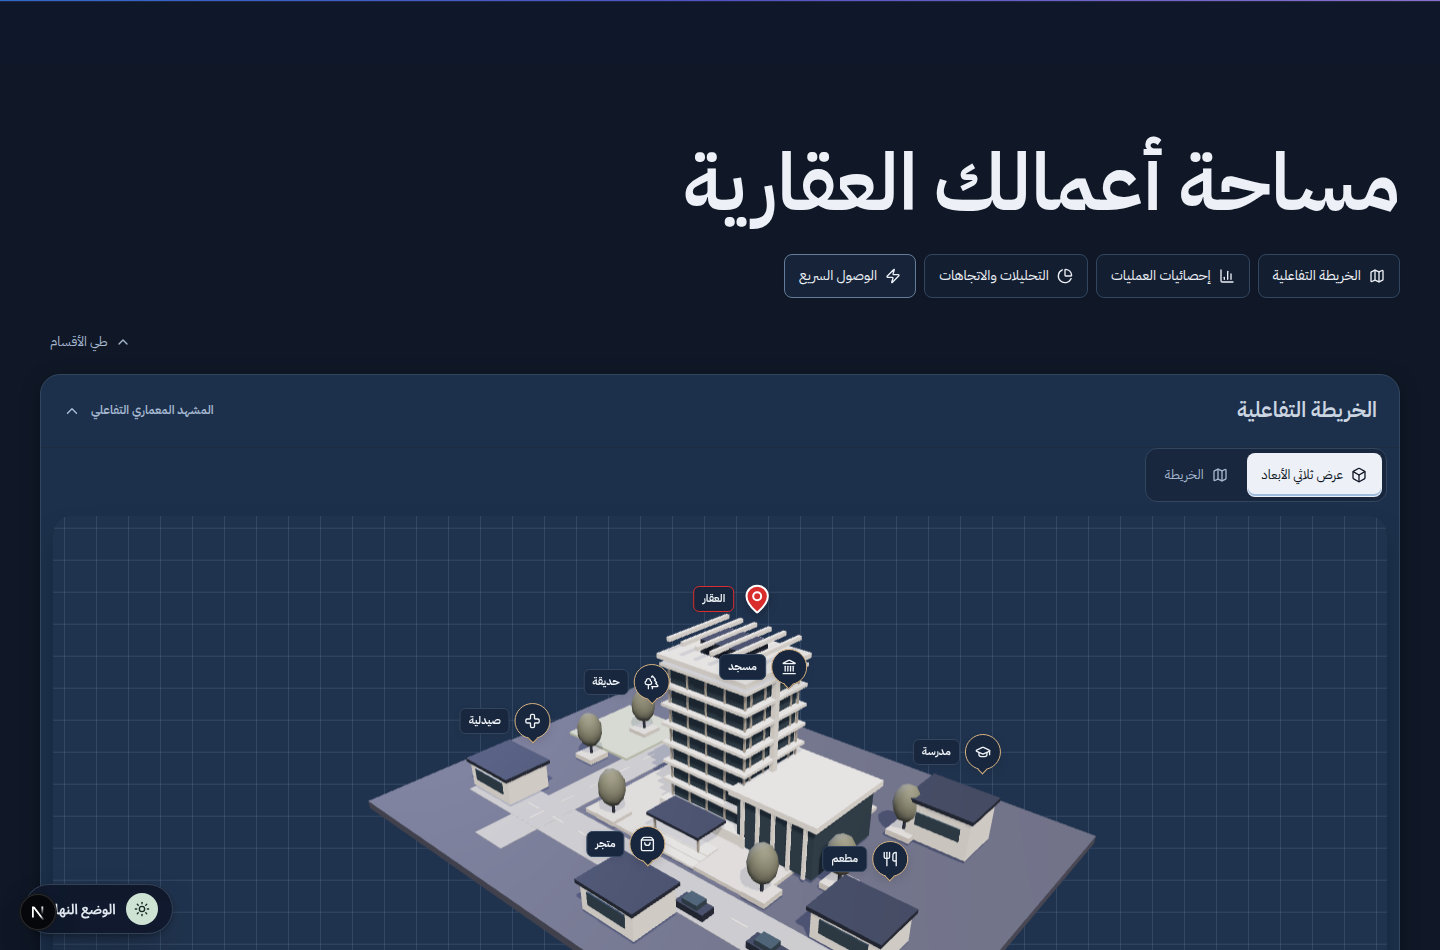 مساحة أعمالك العقارية
الخريطة التفاعلية
إحصائيات العمليات
التحليلات والاتجاهات
الوصول السريع
طي الأقسام
الخريطة التفاعلية
المشهد المعماري التفاعلي
عرض ثلاثي الأبعاد
الخريطة
العقار
مسجد
حديقة
صيدلية
مدرسة
متجر
مطعم
الوضع النها
N